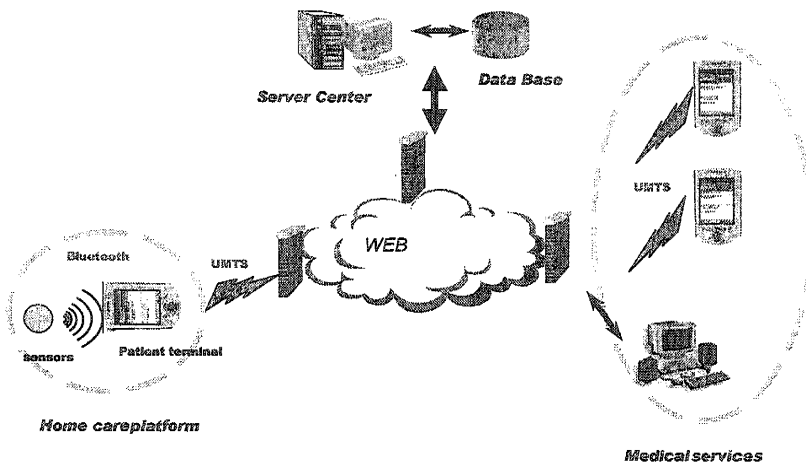 Server Center
Data Base
UMTS
WEB
Bluetooth
UMTS
sensors
Patient terminal
Home careplatform
Medical services